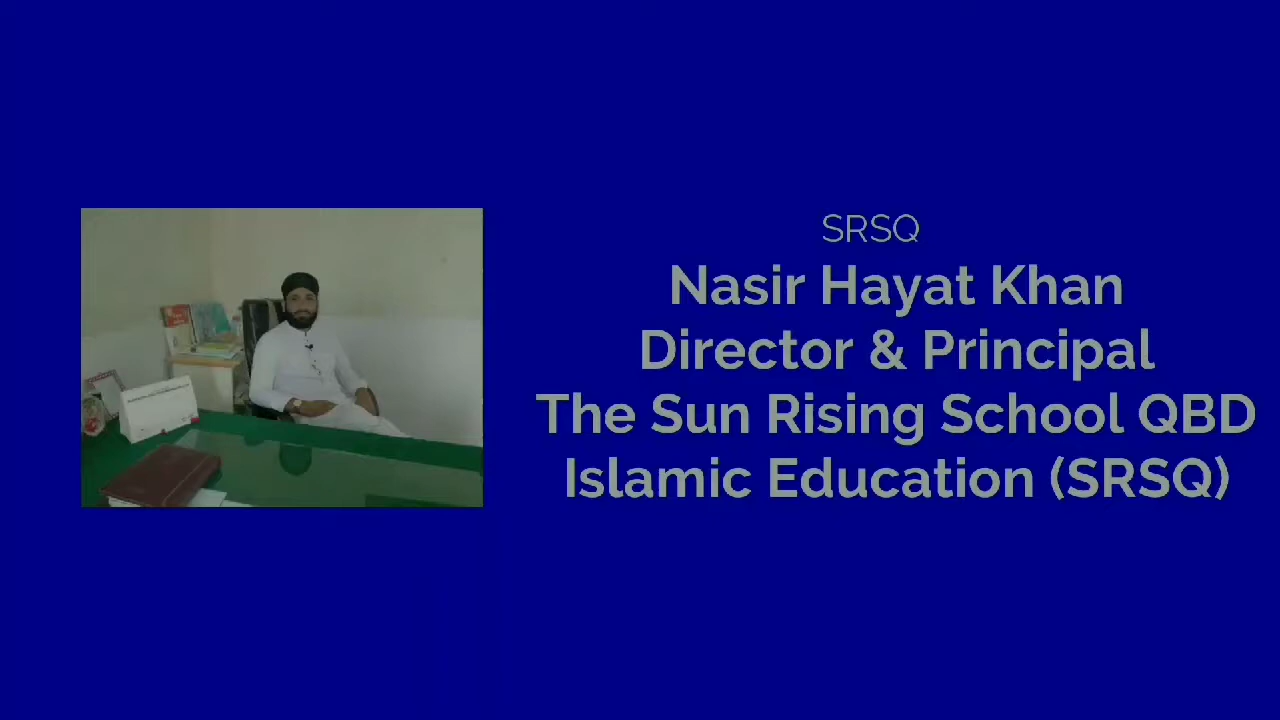 SRSQ
Nasir Hayat Khan
Director & Principal
The Sun Rising School QBD
Islamic Education (SRSQ)